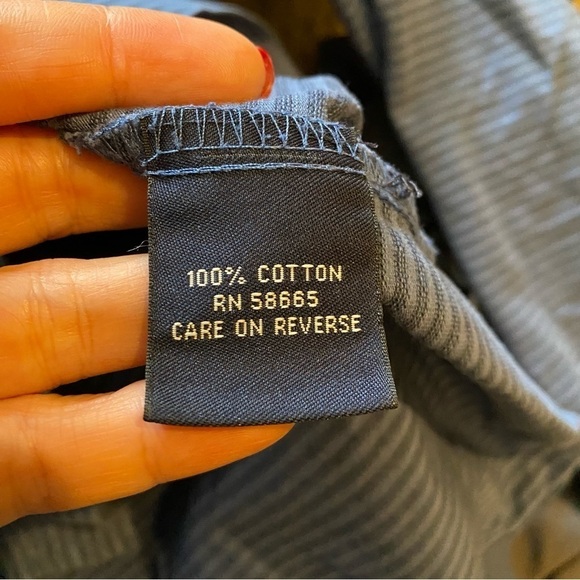 100% COTTON
RN 58665
CARE ON REVERSE